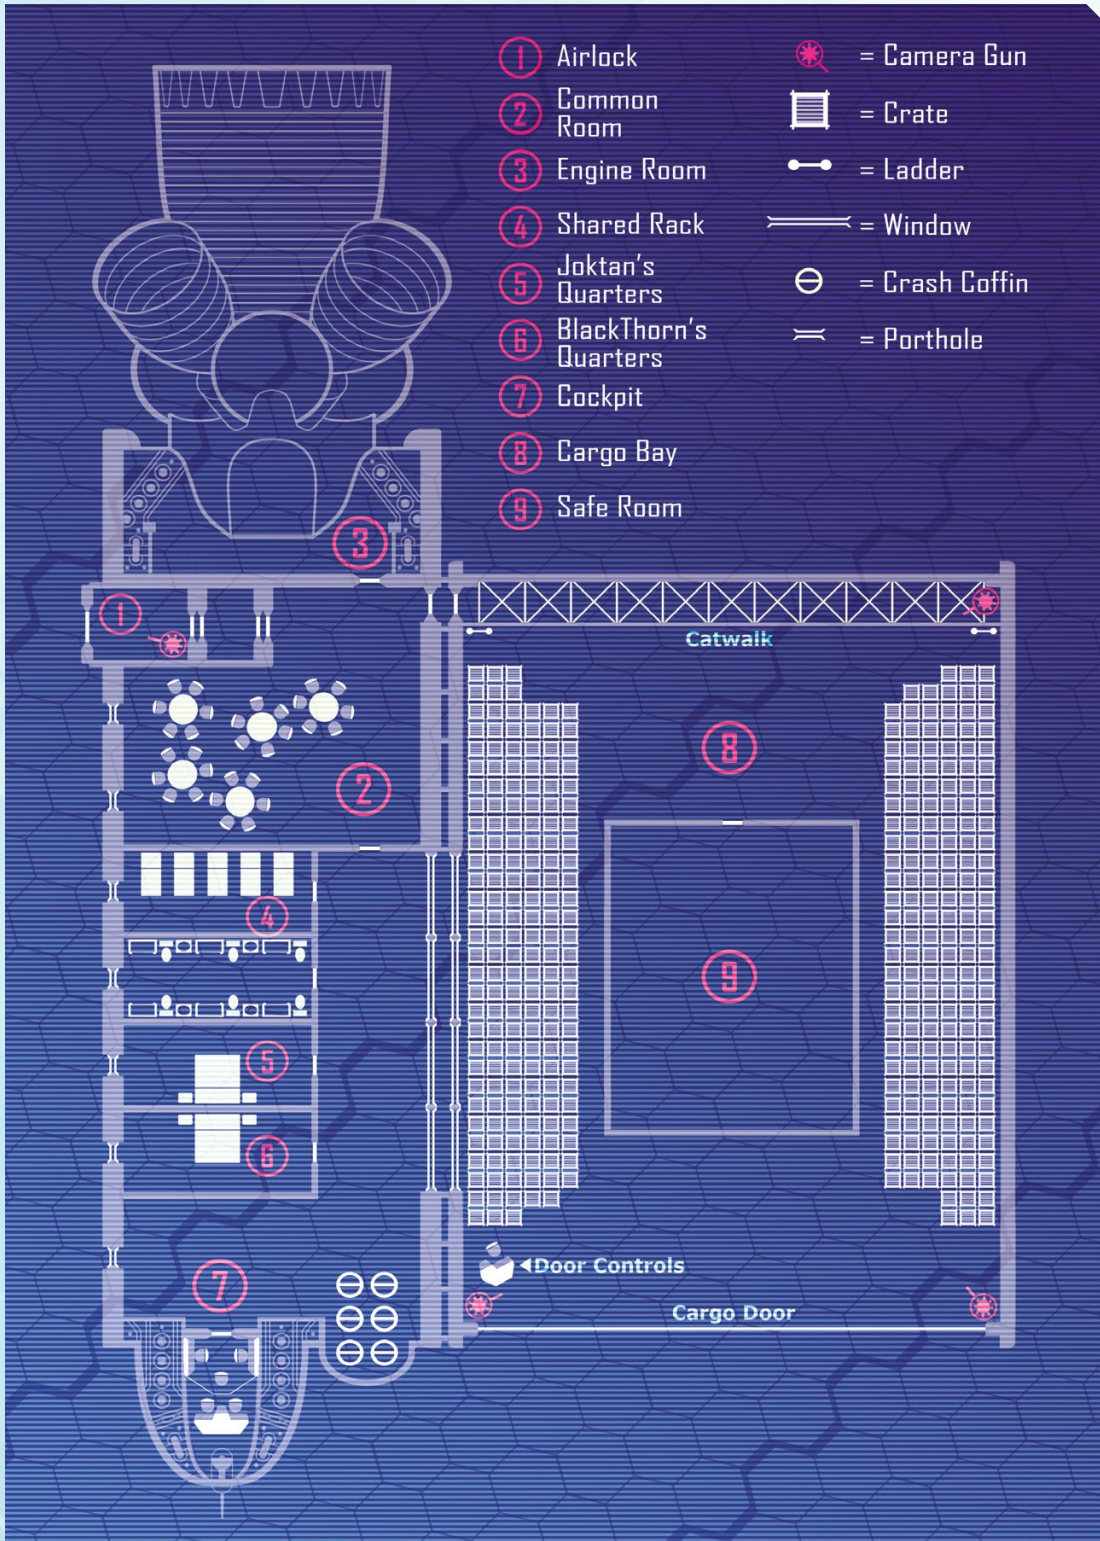 1 Airlock
2 Common
Room
3 Engine Room
4 Shared Rack
5 Joktan's
Quarters
6 BlackThorn's
Quarters
7 Cockpit
8 Cargo Bay
9 Safe Room
= Camera Gun
= Crate
= Ladder
= Window
= Crash Coffin
= Porthole
3
1
Catwalk
8
2
4
9
5
6
7
Door Controls
Cargo Door